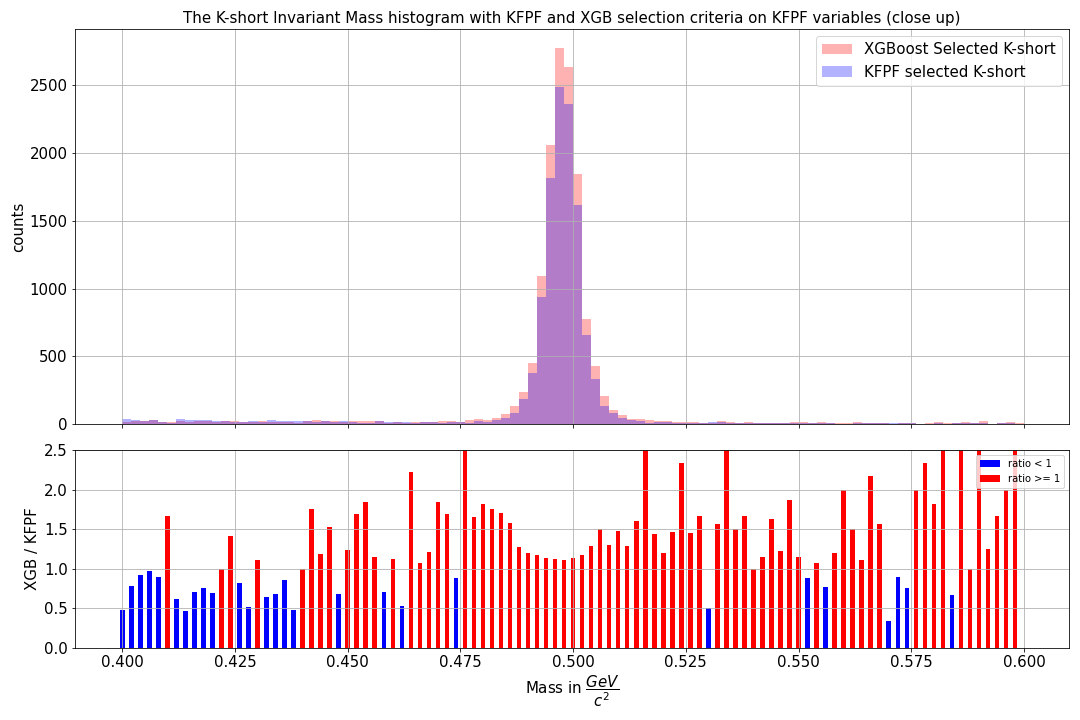 The K-short Invariant Mass histogram with KFPF and XGB selection criteria on KFPF variables (close up)
XGBoost Selected K-short
KFPF selected K-short
counts
2500
2000
1500
1000
500
0
ratio < 1
ratio >= 1
XGB / KFPF
2.5
2.0
1.5
1.0
0.5
0.0
0.400 0.425 0.450 0.475 0.500 0.525 0.550 0.575 0.600
Mass in GeV/c²